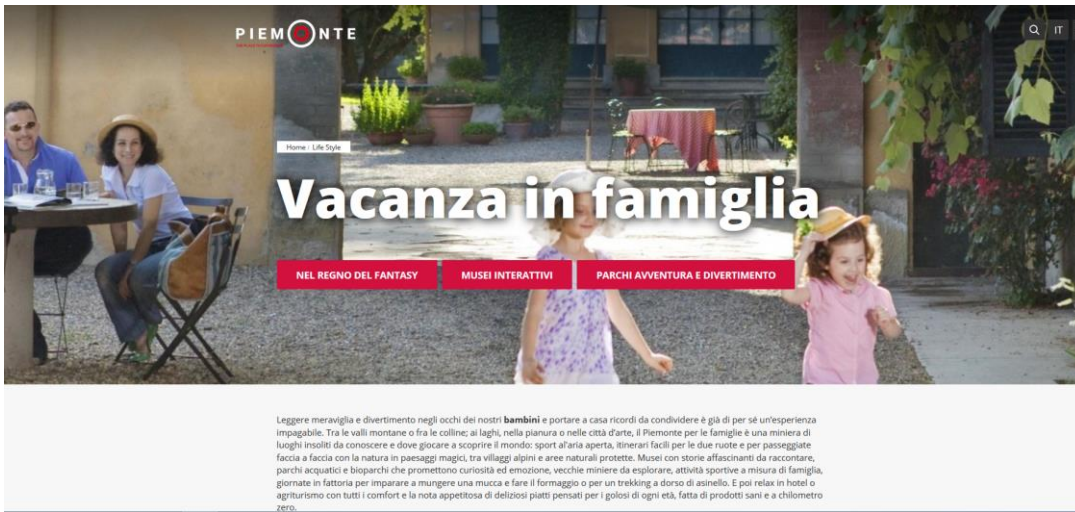 PIEMONTE
IT
Home / Life Style
Vacanza in famiglia
NEL REGNO DEL FANTASY
MUSEI INTERATTIVI
PARCHI AVVENTURA E DIVERTIMENTO
Leggere meraviglia e divertimento negli occhi dei nostri bambini e portare a casa ricordi da condividere è già di per sé un'esperienza
impagabile. Tra le valli montane o fra le colline; ai laghi, nella pianura o nelle città d'arte, il Piemonte per le famiglie è una miniera di
luoghi insoliti da conoscere e dove giocare a scoprire il mondo: sport al'aria aperta, itinerari facili per le due ruote e per passeggiate
faccia a faccia con la natura in paesaggi magici, tra villaggi alpini e aree naturali protette. Musei con storie affascinanti da raccontare,
parchi acquatici e bioparchi che promettono curiosità ed emozione, vecchie miniere da esplorare, attività sportive a misura di famiglia,
giornate in fattoria per imparare a mungere una mucca e fare il formaggio o per un trekking a dorso di asinello. E poi relax in hotel o
agriturismo con tutti i comfort e la nota appetitosa di deliziosi piatti pensati per i golosi di ogni età, fatta di prodotti sani e a chilometro
zero.